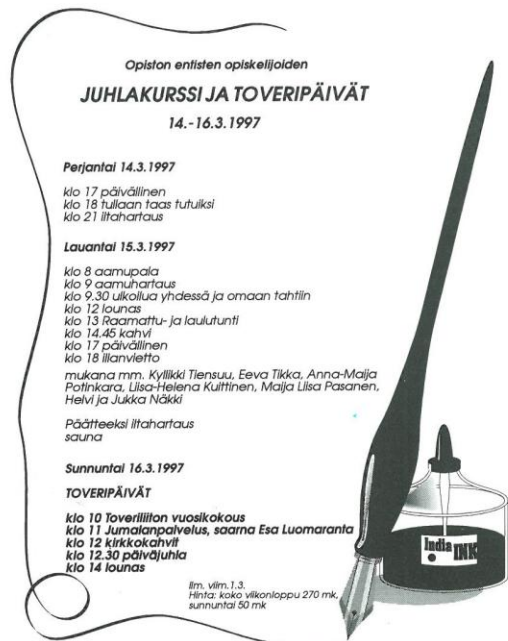 Opiston entisten opiskelijoiden
JUHLAKURSSI JA TOVERIPÄIVÄT
14.-16.3.1997
Perjantai 14.3.1997
klo 17 päivällinen
klo 18 tullaan taas tutuiksi
klo 21 iltahartaus
Lauantai 15.3.1997
klo 8 aamupala
klo 9 aamuhartaus
klo 9.30 ulkoilua yhdessä ja omaan tahtiin
klo 12 lounas
klo 13 Raamattu- ja laulutunti
klo 14.45 kahvi
klo 17 päivällinen
klo 18 illanvietto
mukana mm. Kyllikki Tiensuu, Eeva Tikka, Anna-Maija
Potinkara, Liisa-Helena Kuittinen, Maija Liisa Pasanen,
Helvi ja Jukka Näkki
Päätteeksi iltahartaus
sauna
Sunnuntai 16.3.1997
TOVERIPÄIVÄT
klo 10 Toveriliiton vuosikokous
klo 11 Jumalanpalvelus, saarna Esa Luomaranta
klo 12 kirkkokahvit
klo 12.30 päiväjuhla
klo 14 lounas
Ilm. viim.1.3.
Hinta: koko viikonloppu 270 mk,
sunnuntai 50 mk
India INK